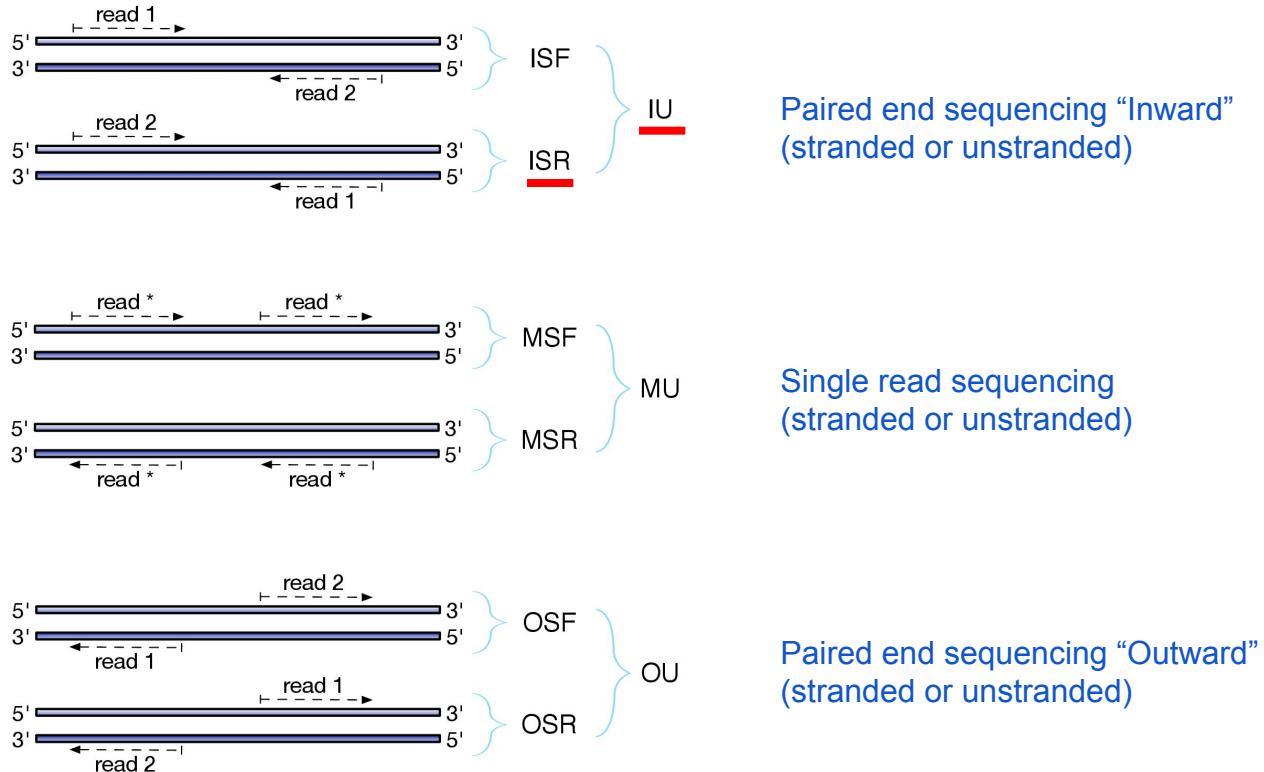 read 1
5' 3'
ISF
3' 5'
read 2
IU
Paired end sequencing “Inward”
(stranded or unstranded)
read 2
5' 3'
ISR
3' 5'
read 1
read * read *
5' 3'
MSF
3' 5'
MU
Single read sequencing
(stranded or unstranded)
5' 3'
MSR
3' 5'
read * read *
read 2
5' 3'
OSF
3' 5'
read 1
OU
Paired end sequencing “Outward”
(stranded or unstranded)
read 1
5' 3'
OSR
3' 5'
read 2